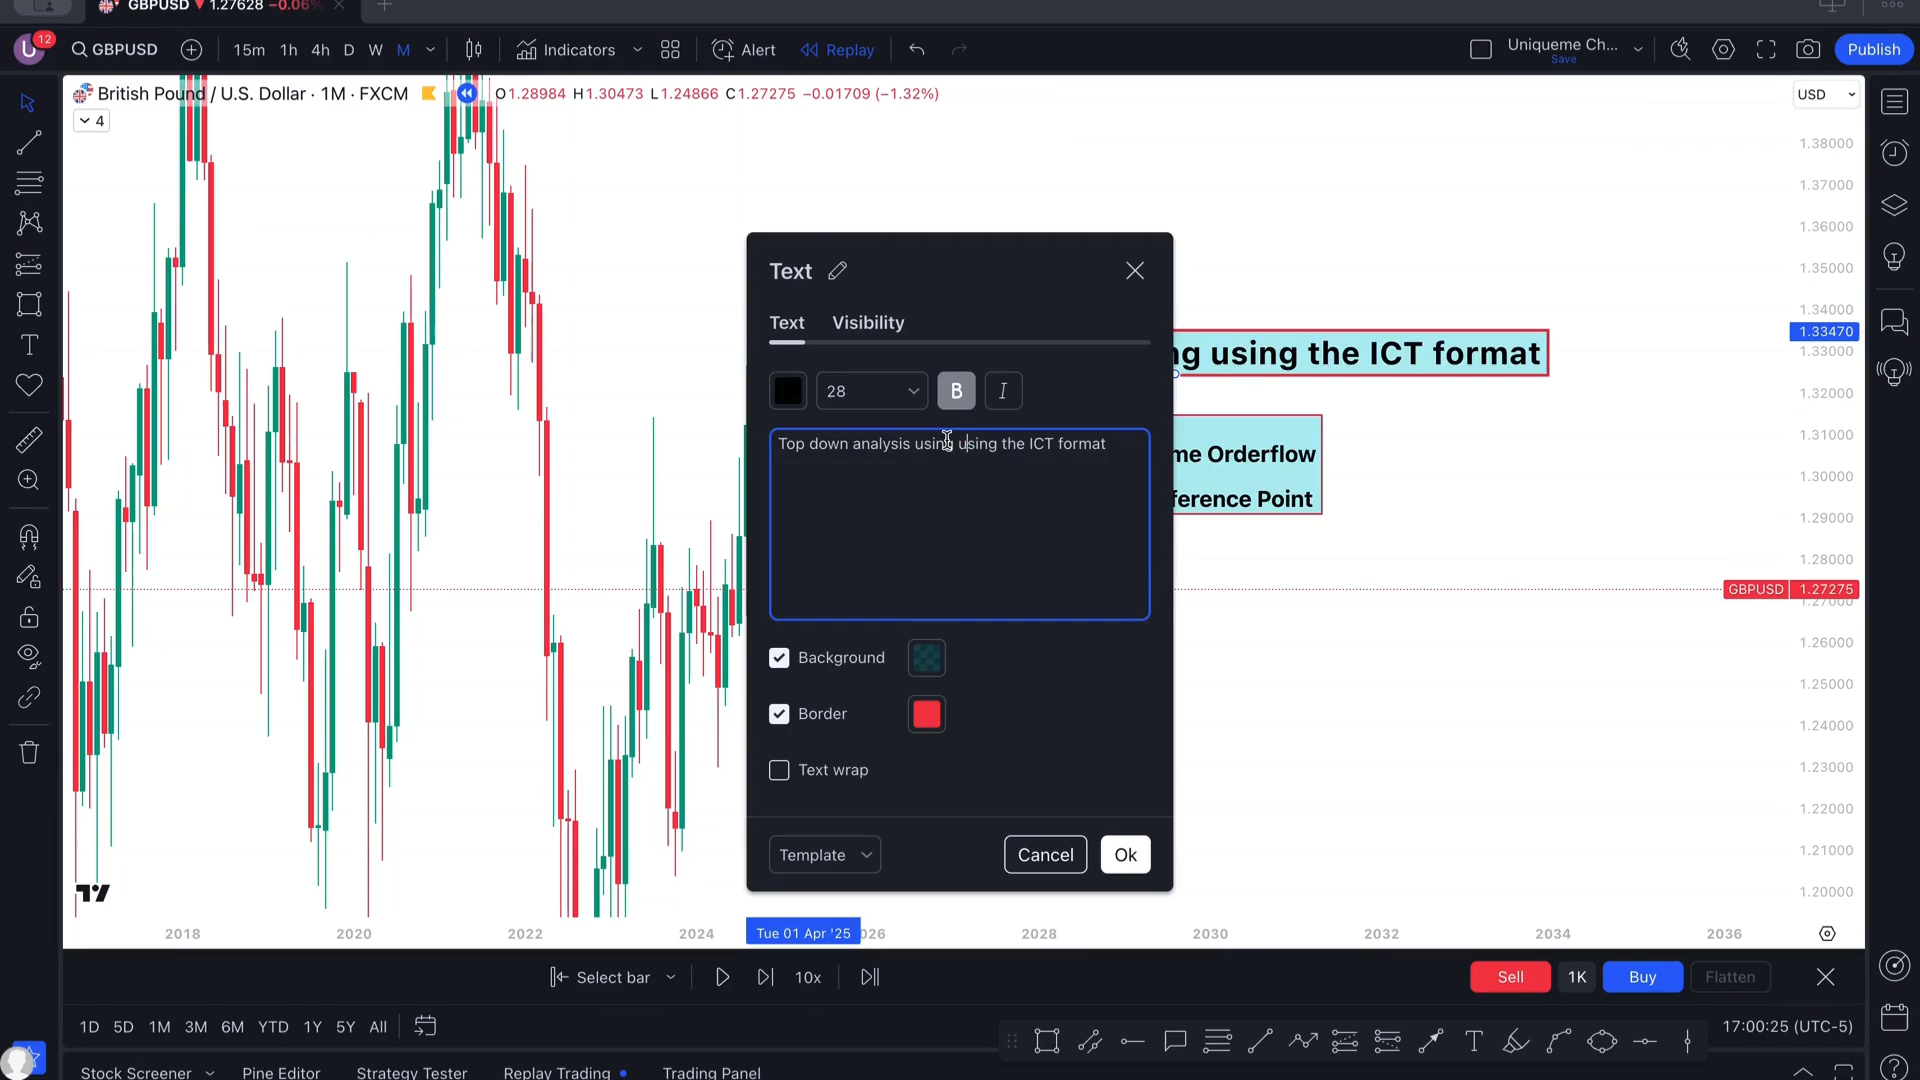 GBPUSD 1.27628 −0.06%
U 12 GBPUSD 15m 1h 4h D W M Indicators Alert Replay Uniqueme Ch... Save Publish
British Pound / U.S. Dollar · 1M · FXCM O1.28984 H1.30473 L1.24866 C1.27275 −0.01709 (−1.32%) USD
4
1.38000
1.37000
1.36000
1.35000
1.34000
1.33470
1.33000
1.32000
1.31000
1.30000
1.29000
1.28000
GBPUSD 1.27275
1.27000
1.26000
1.25000
1.24000
1.23000
1.22000
1.21000
1.20000
ng using the ICT format
me Orderflow
ference Point
Text
Text Visibility
28 B I
Top down analysis using using the ICT format
Background
Border
Text wrap
Template Cancel Ok
2018 2020 2022 2024 Tue 01 Apr '25 026 2028 2030 2032 2034 2036
Select bar 10x Sell 1K Buy Flatten
1D 5D 1M 3M 6M YTD 1Y 5Y All 17:00:25 (UTC-5)
Stock Screener Pine Editor Strategy Tester Replay Trading Trading Panel